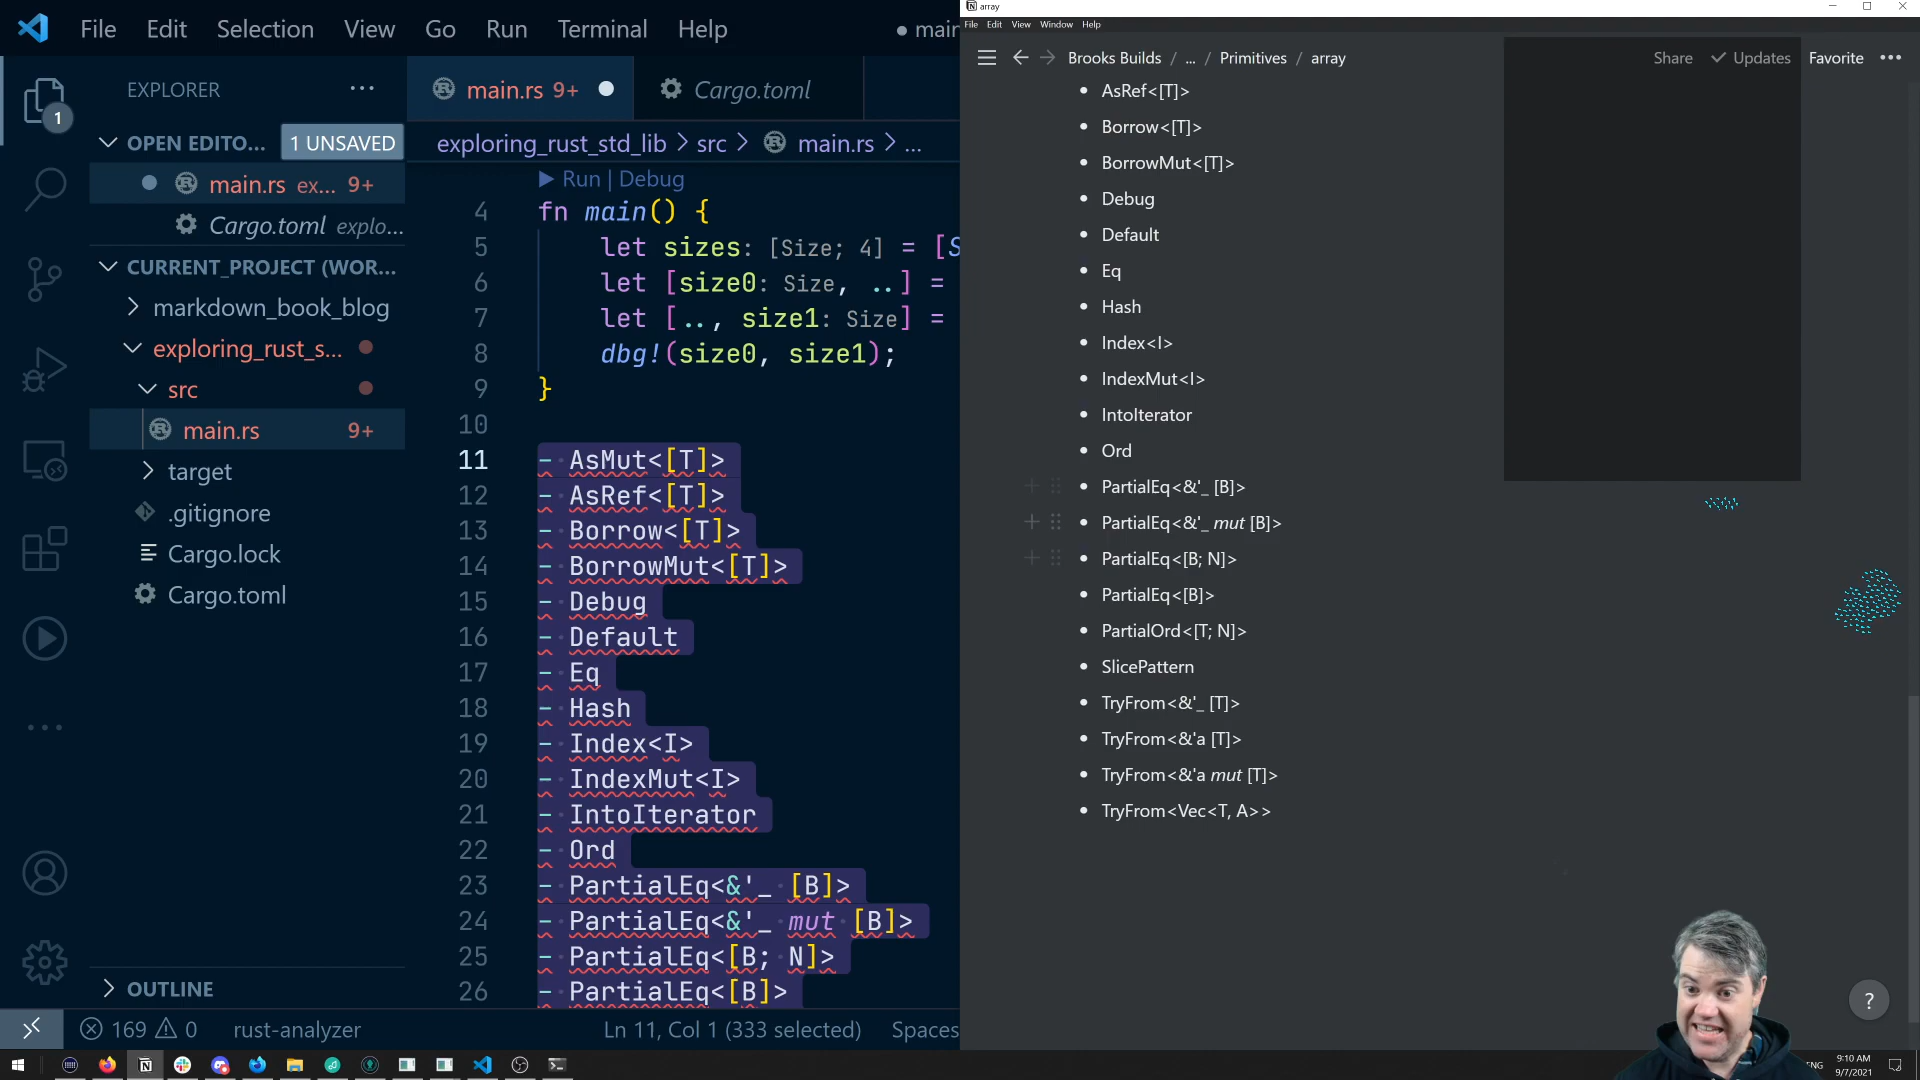 File Edit Selection View Go Run Terminal Help ● main
EXPLORER
1
OPEN EDITO... 1 UNSAVED
main.rs ex... 9+
Cargo.toml explo...
CURRENT_PROJECT (WOR...
markdown_book_blog
exploring_rust_s...
src
main.rs 9+
target
.gitignore
Cargo.lock
Cargo.toml
OUTLINE
main.rs 9+ Cargo.toml
exploring_rust_std_lib > src > main.rs > ...
Run | Debug
4 fn main() {
5 let sizes: [Size; 4] = [S
6 let [size0: Size, ..] =
7 let [.., size1: Size] =
8 dbg!(size0, size1);
9 }
10
11 - AsMut<[T]>
12 - AsRef<[T]>
13 - Borrow<[T]>
14 - BorrowMut<[T]>
15 - Debug
16 - Default
17 - Eq
18 - Hash
19 - Index<I>
20 - IndexMut<I>
21 - IntoIterator
22 - Ord
23 - PartialEq<&'_ [B]>
24 - PartialEq<&'_ mut [B]>
25 - PartialEq<[B; N]>
26 - PartialEq<[B]>
169 0 rust-analyzer Ln 11, Col 1 (333 selected) Spaces
array
File Edit View Window Help
Brooks Builds / ... / Primitives / array Share Updates Favorite •••
• AsRef<[T]>
• Borrow<[T]>
• BorrowMut<[T]>
• Debug
• Default
• Eq
• Hash
• Index<I>
• IndexMut<I>
• IntoIterator
• Ord
• PartialEq<&'_ [B]>
• PartialEq<&'_ mut [B]>
• PartialEq<[B; N]>
• PartialEq<[B]>
• PartialOrd<[T; N]>
• SlicePattern
• TryFrom<&'_ [T]>
• TryFrom<&'a [T]>
• TryFrom<&'a mut [T]>
• TryFrom<Vec<T, A>>
?
9:10 AM
9/7/2021